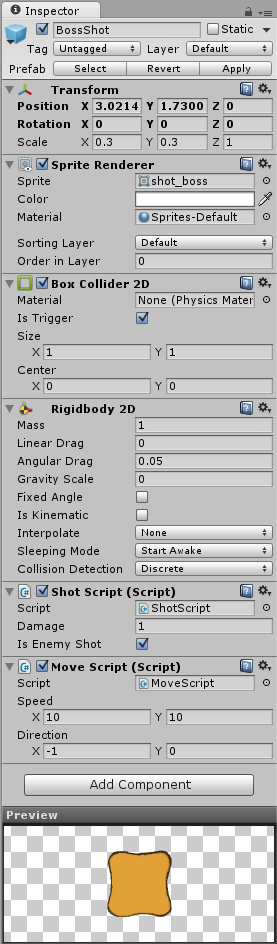 Inspector
BossShot Static
Tag Untagged Layer Default
Prefab Select Revert Apply
Transform
Position X 3.0214 Y 1.7300 Z 0
Rotation X 0 Y 0 Z 0
Scale X 0.3 Y 0.3 Z 1
Sprite Renderer
Sprite shot_boss
Color
Material Sprites-Default
Sorting Layer Default
Order in Layer 0
Box Collider 2D
Material None (Physics Mater
Is Trigger
Size
X 1 Y 1
Center
X 0 Y 0
Rigidbody 2D
Mass 1
Linear Drag 0
Angular Drag 0.05
Gravity Scale 0
Fixed Angle
Is Kinematic
Interpolate None
Sleeping Mode Start Awake
Collision Detection Discrete
Shot Script (Script)
Script ShotScript
Damage 1
Is Enemy Shot
Move Script (Script)
Script MoveScript
Speed
X 10 Y 10
Direction
X -1 Y 0
Add Component
Preview